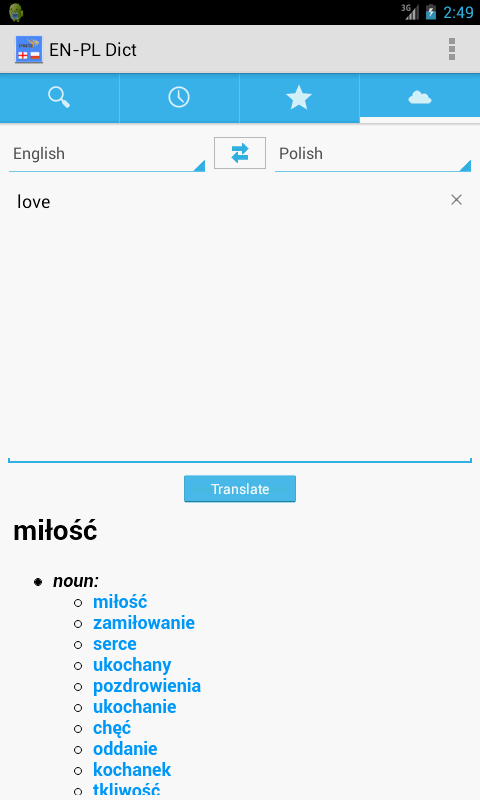 3G
2:49
EN-PL Dict
English
Polish
love
Translate
miłość
noun:
miłość
zamiłowanie
serce
ukochany
pozdrowienia
ukochanie
chęć
oddanie
kochanek
tkliwość